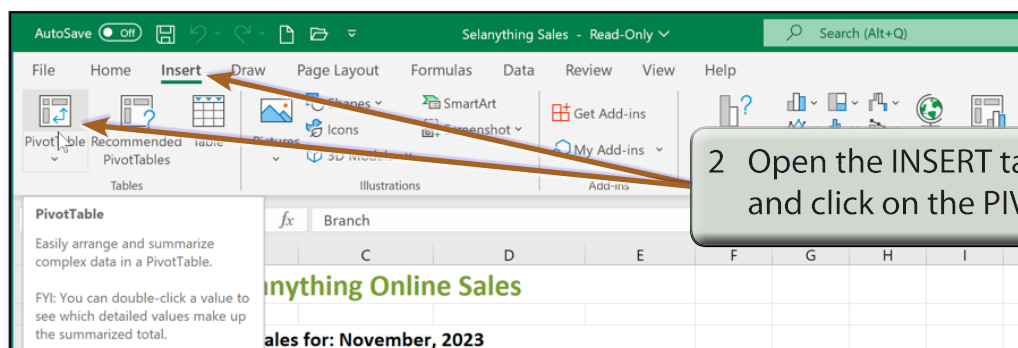 AutoSave Off Selanything Sales - Read-Only Search (Alt+Q)
File Home Insert Draw Page Layout Formulas Data Review View Help
PivotTable
Recommended
PivotTables
Table
Pictures
Shapes
Icons
3D Models
SmartArt
Screenshot
Get Add-ins
My Add-ins
Tables Illustrations Add-ins
2 Open the INSERT ta
and click on the PIV
fx Branch
C D E F G H I
PivotTable
Easily arrange and summarize
complex data in a PivotTable.
FYI: You can double-click a value to
see which detailed values make up
the summarized total.
nything Online Sales
ales for: November, 2023